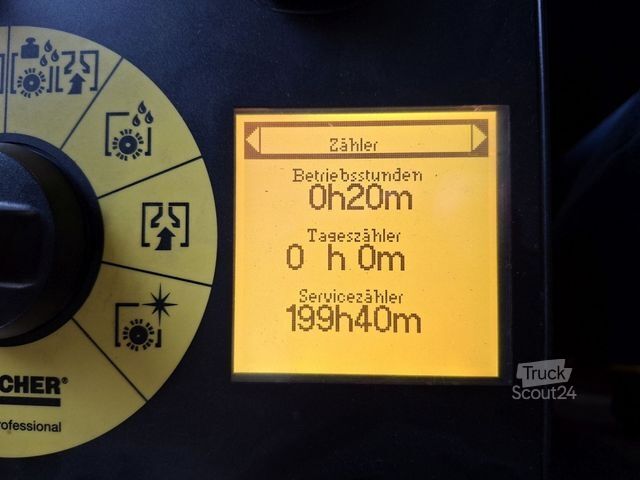 Zähler
Betriebsstunden
0h20m
Tageszähler
0 h 0m
Servicezähler
199h40m
CHER®
rofessional
Truck
Scout24